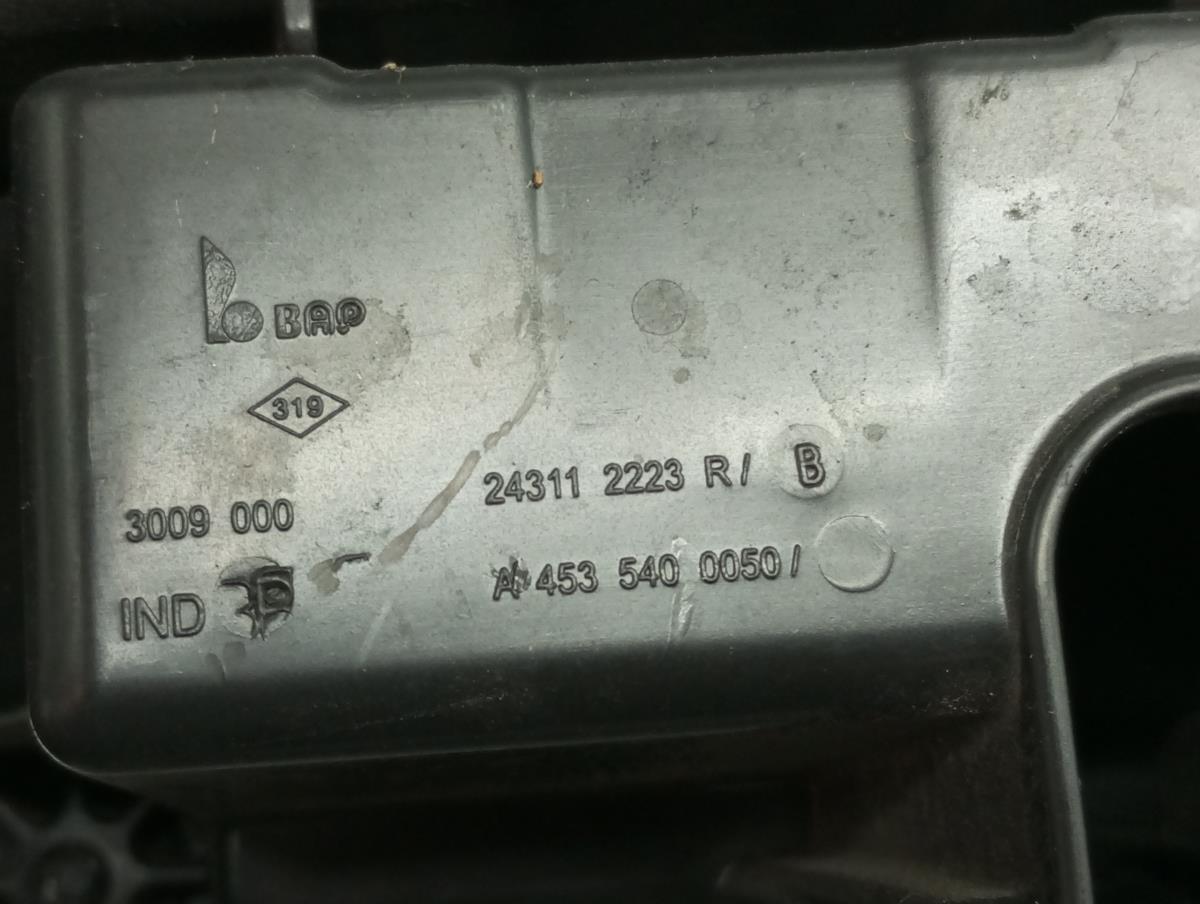 BAP
319
3009 000
IND
24311 2223 R/ B
A 453 540 0050/